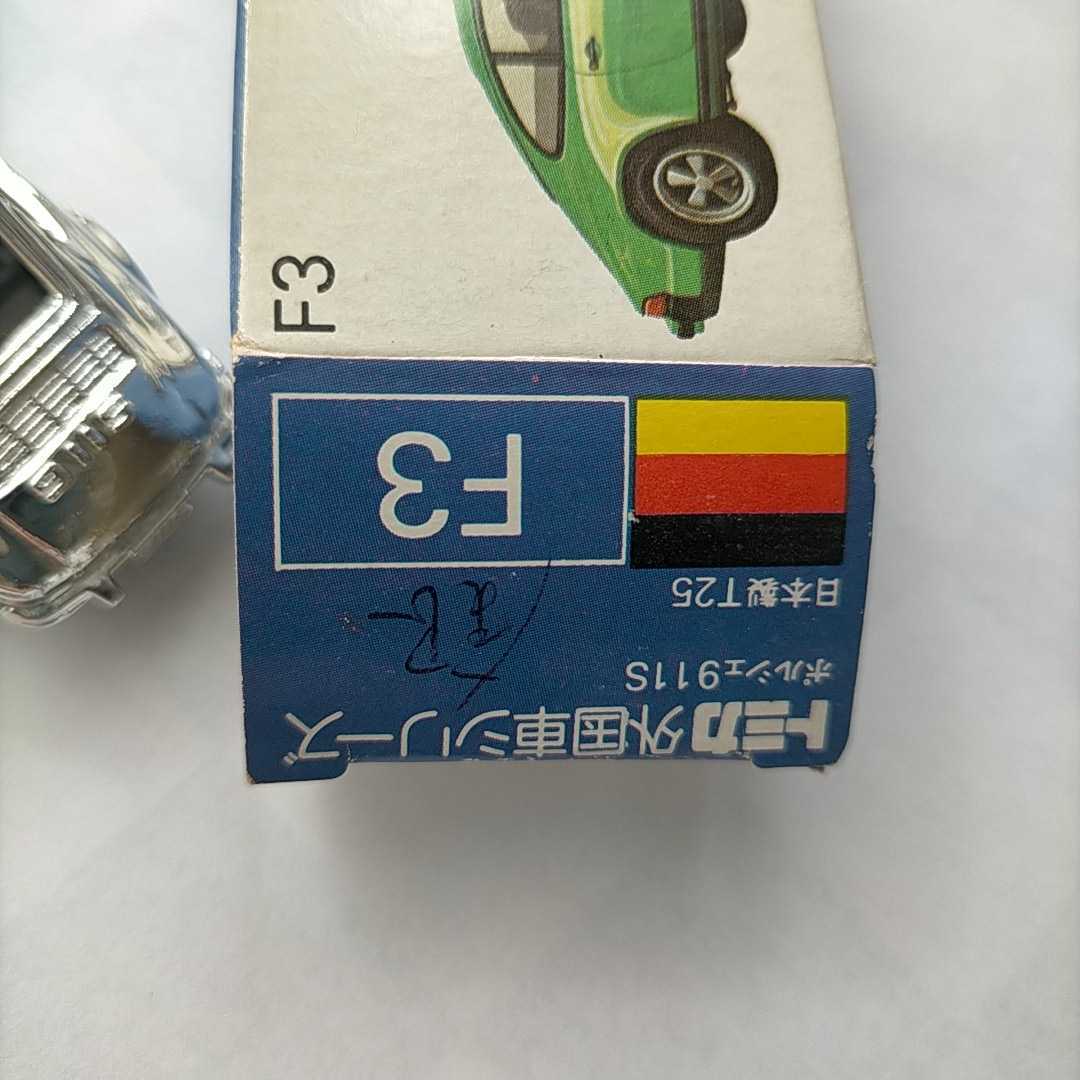 F3
F3
トミカ外国車シリーズ
ポルシェ911S
銀
日本製T25